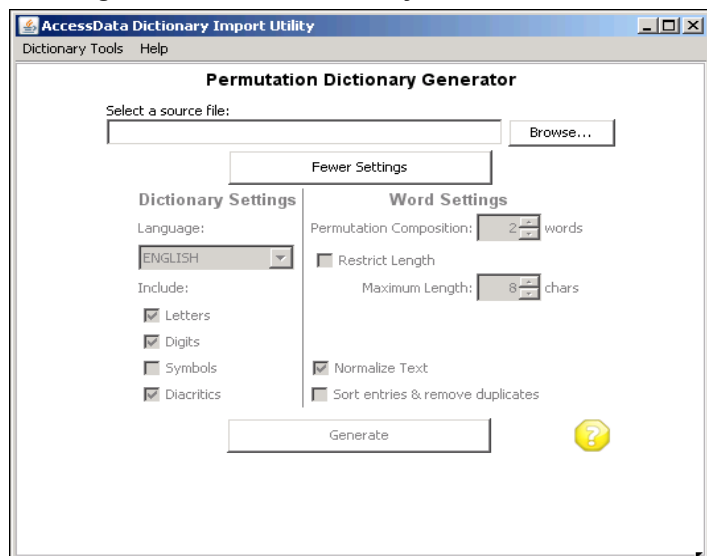 AccessData Dictionary Import Utility
Dictionary Tools Help
Permutation Dictionary Generator
Select a source file:
Browse...
Fewer Settings
Dictionary Settings
Language:
ENGLISH
Include:
Letters
Digits
Symbols
Diacritics
Word Settings
Permutation Composition: 2 words
Restrict Length
Maximum Length: 8 chars
Normalize Text
Sort entries & remove duplicates
Generate
?